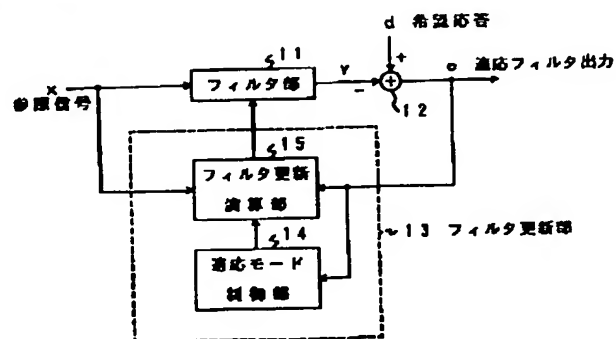 d 希望応答
11
x
参照信号
フィルタ部
Y
−
+
+
e 適応フィルタ出力
12
15
フィルタ更新
演算部
13 フィルタ更新部
14
適応モード
制御部